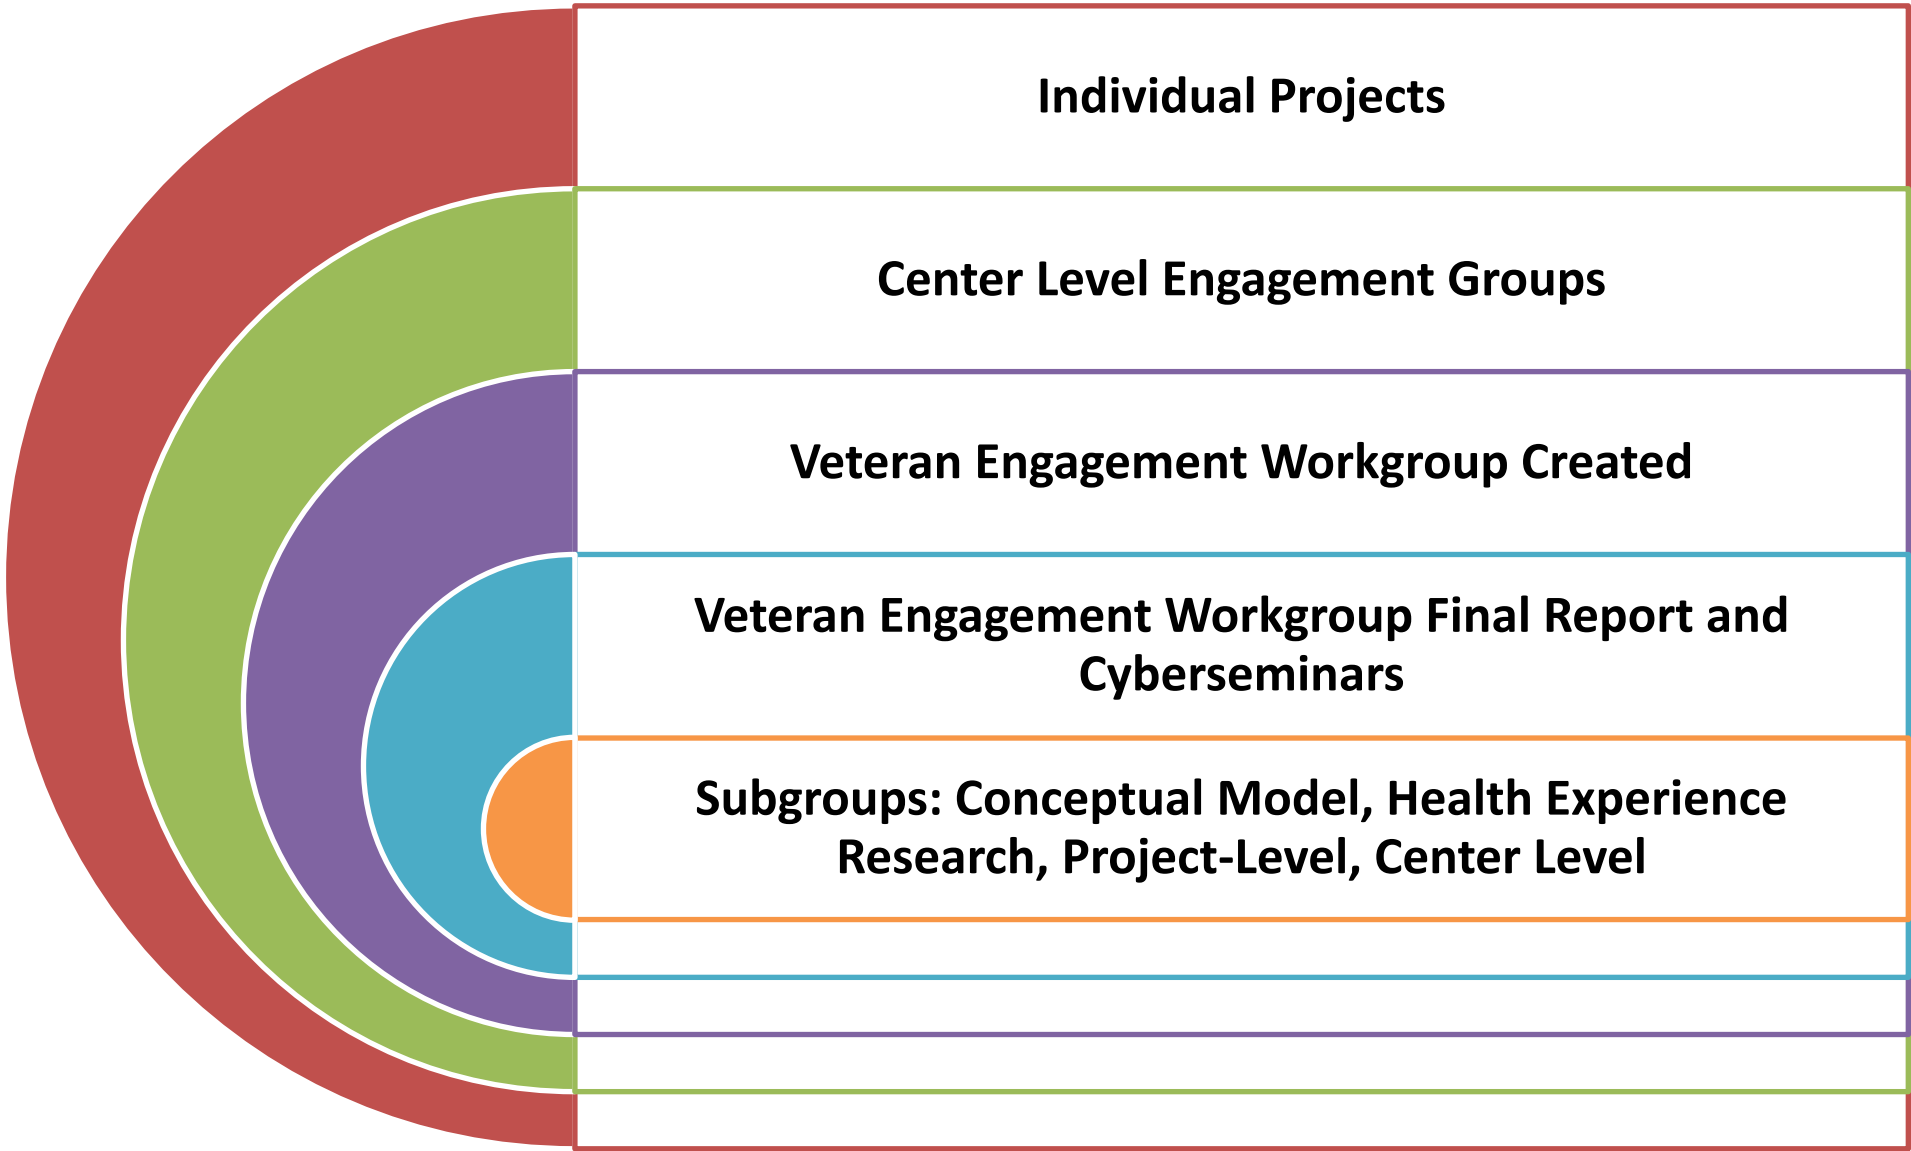 Individual Projects
Center Level Engagement Groups
Veteran Engagement Workgroup Created
Veteran Engagement Workgroup Final Report and
Cyberseminars
Subgroups: Conceptual Model, Health Experience
Research, Project-Level, Center Level